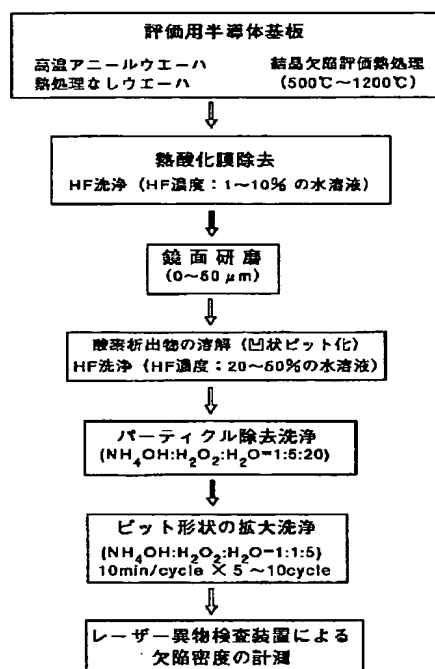 評価用半導体基板
高温アニールウエーハ 結晶欠陥評価熱処理
熱処理なしウエーハ (500℃～1200℃)
熱酸化膜除去
HF洗浄 (HF濃度：1～10% の水溶液)
鏡面研磨
(0～50 μm)
酸素析出物の溶解 (凹状ピット化)
HF洗浄 (HF濃度：20～50%の水溶液)
パーティクル除去洗浄
(NH₄OH:H₂O₂:H₂O=1:5:20)
ピット形状の拡大洗浄
(NH₄OH:H₂O₂:H₂O=1:1:5)
10min/cycle × 5 ～10cycle
レーザー異物検査装置による
欠陥密度の計測